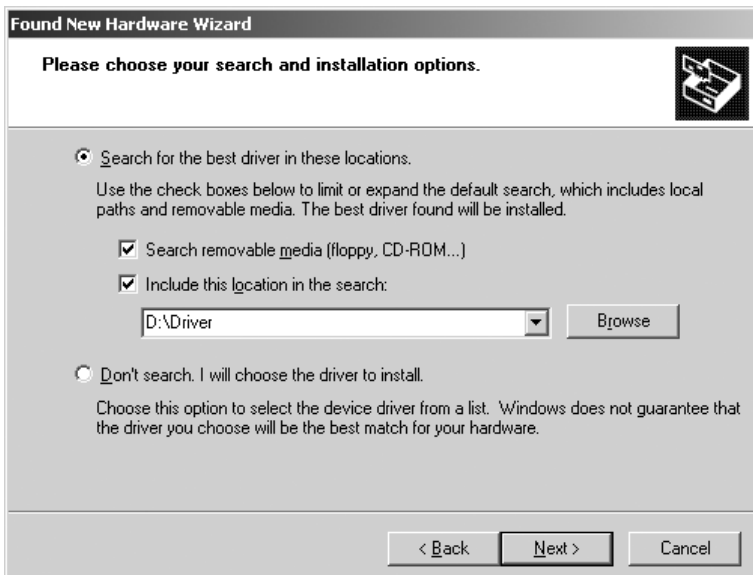 Found New Hardware Wizard
Please choose your search and installation options.
Search for the best driver in these locations.
Use the check boxes below to limit or expand the default search, which includes local
paths and removable media. The best driver found will be installed.
Search removable media (floppy, CD-ROM...)
Include this location in the search:
D:\Driver
Browse
Don't search. I will choose the driver to install.
Choose this option to select the device driver from a list.  Windows does not guarantee that
the driver you choose will be the best match for your hardware.
< Back
Next >
Cancel